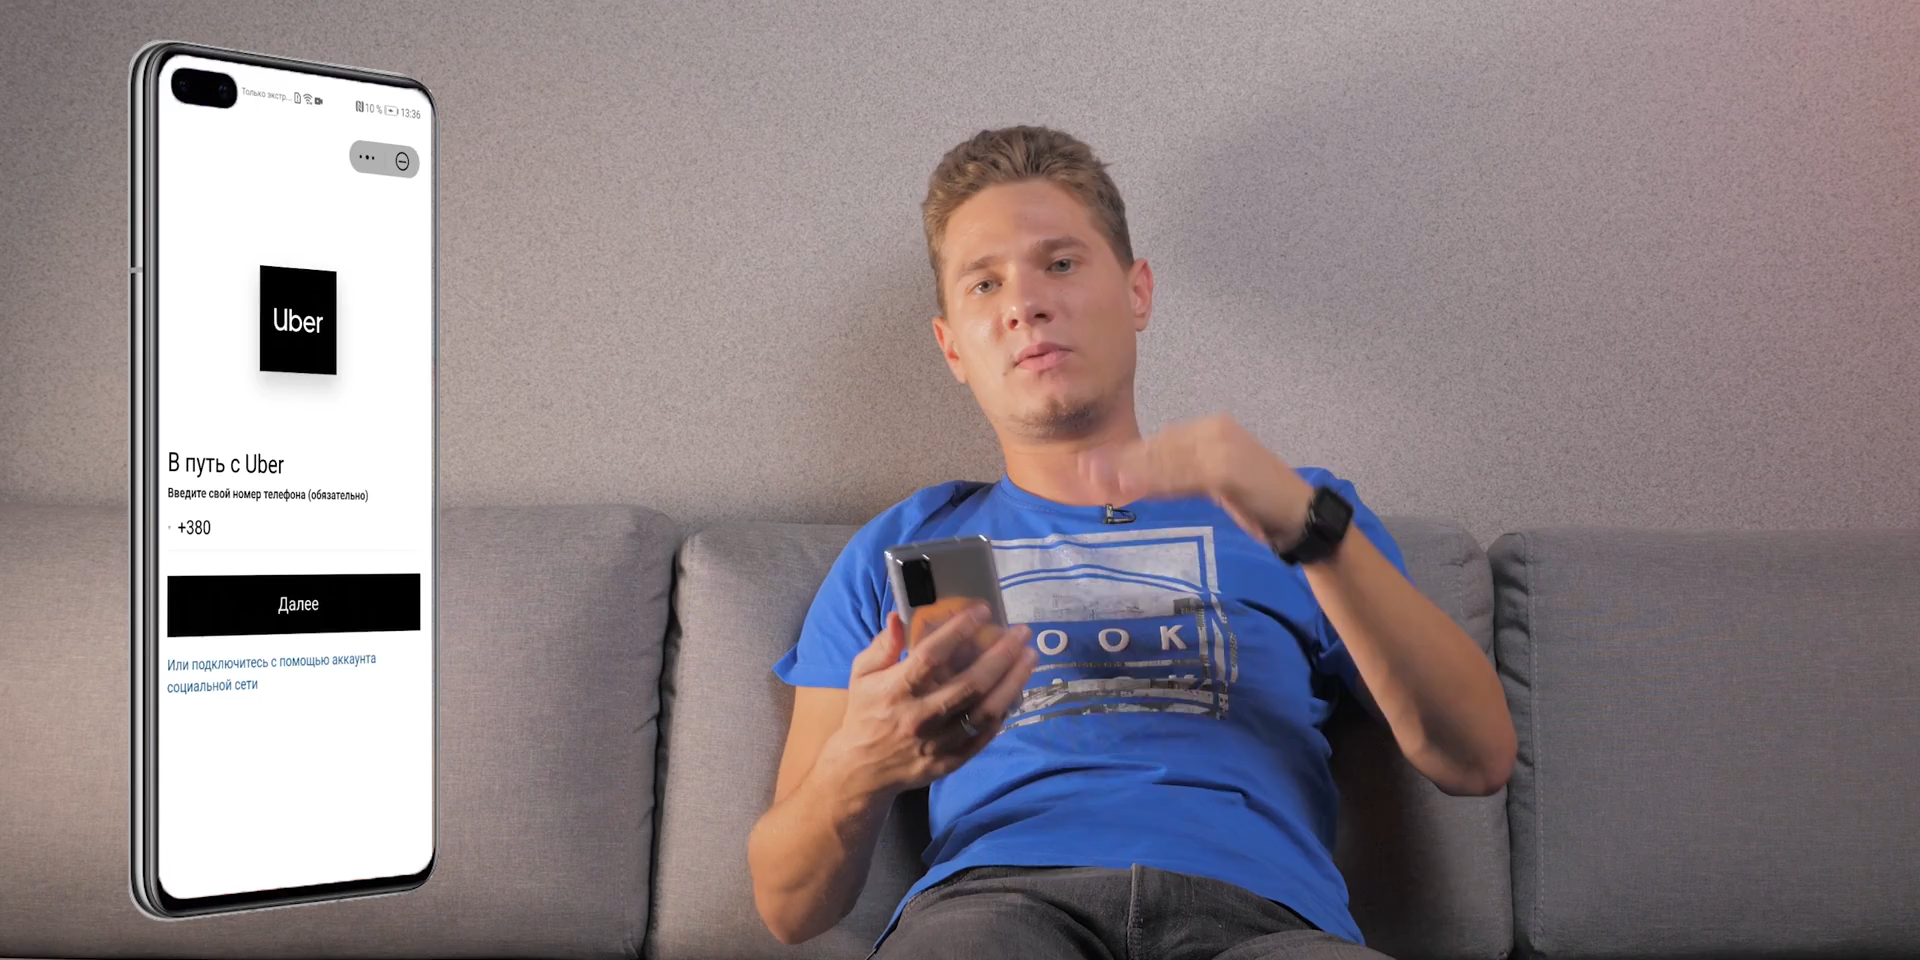 Только экстр...
10 %
13:36
Uber
В путь с Uber
Введите свой номер телефона (обязательно)
+380
Далее
Или подключитесь с помощью аккаунта
социальной сети
OOK